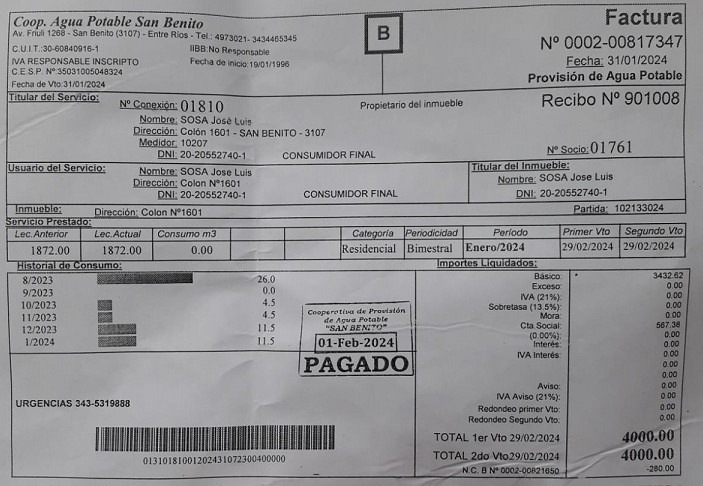 Coop. Agua Potable San Benito
Av. Friuli 1268 - San Benito (3107) - Entre Ríos - Tel.: 4973021- 3434465345
C.U.I.T.:30-60840916-1
IIBB:No Responsable
IVA RESPONSABLE INSCRIPTO
Fecha de Inicio:19/01/1996
C.E.S.P. Nº:35031005048324
Fecha de Vto:31/01/2024
B
Factura
Nº 0002-00817347
Fecha: 31/01/2024
Provisión de Agua Potable
Titular del Servicio:
Nº Conexión: 01810
Propietario del inmueble
Recibo Nº 901008
Nombre: SOSA José Luis
Dirección: Colón 1601 - SAN BENITO - 3107
Medidor: 10207
DNI: 20-20552740-1 CONSUMIDOR FINAL
Nº Socio: 01761
Usuario del Servicio:
Nombre: SOSA José Luis
Dirección: Colon Nº1601
DNI: 20-20552740-1 CONSUMIDOR FINAL
Titular del Inmueble:
Nombre: SOSA Jose Luis
DNI: 20-20552740-1
Inmueble: Dirección: Colon Nº1601 Partida: 102133024
Servicio Prestado:
Lec.Anterior Lec.Actual Consumo m3 Categoría Periodicidad Período Primer Vto Segundo Vto
1872.00 1872.00 0.00 Residencial Bimestral Enero/2024 29/02/2024 29/02/2024
Historial de Consumo:
8/2023 26.0
9/2023 0.0
10/2023 4.5
11/2023 4.5
12/2023 11.5
1/2024 11.5
Cooperativa de Provisión
de Agua Potable
"SAN BENITO"
01-Feb-2024
PAGADO
URGENCIAS 343-5319888
01310181001202431072300400000
Importes Liquidados:
Básico: * 3432.62
Exceso: 0.00
IVA (21%): 0.00
Sobretasa (13.5%): 0.00
Mora: 0.00
Cta.Social: 567.38
(0.00%): 0.00
Interés: 0.00
IVA Interés: 0.00
0.00
Aviso: 0.00
IVA Aviso (21%): 0.00
Redondeo primer Vto: 0.00
Redondeo Segundo Vto: 0.00
TOTAL 1er Vto 29/02/2024 4000.00
TOTAL 2do Vto29/02/2024 4000.00
N.C. B Nº 0002-00821650 -280.00